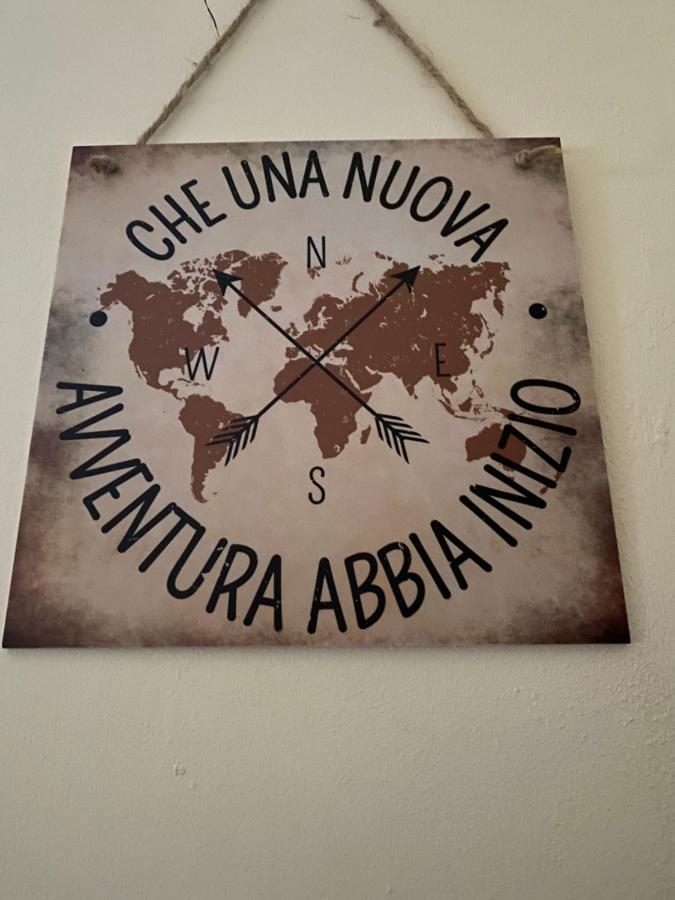 CHE UNA NUOVA
N
W E
S
AVVENTURA ABBIA INIZIO